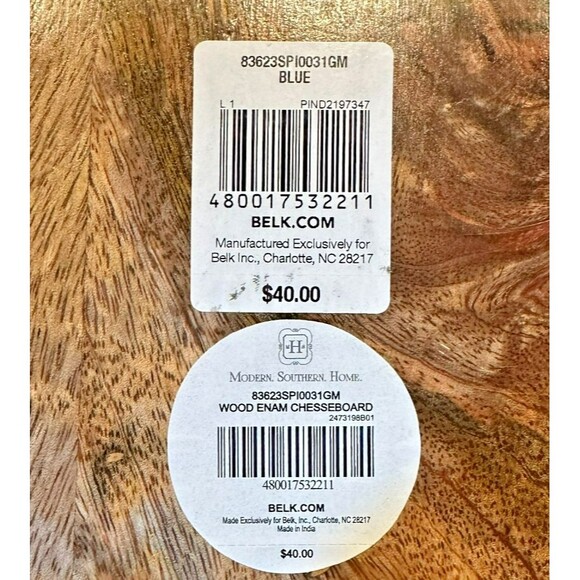 83623SPI0031GM
BLUE
L 1 PIND2197347
480017532211
BELK.COM
Manufactured Exclusively for
Belk Inc., Charlotte, NC 28217
$40.00
H
MODERN. SOUTHERN. HOME.
83623SPI0031GM
WOOD ENAM CHESSEBOARD
2473198B01
480017532211
BELK.COM
Made Exclusively for Belk, Inc., Charlotte, NC 28217
Made in India
$40.00